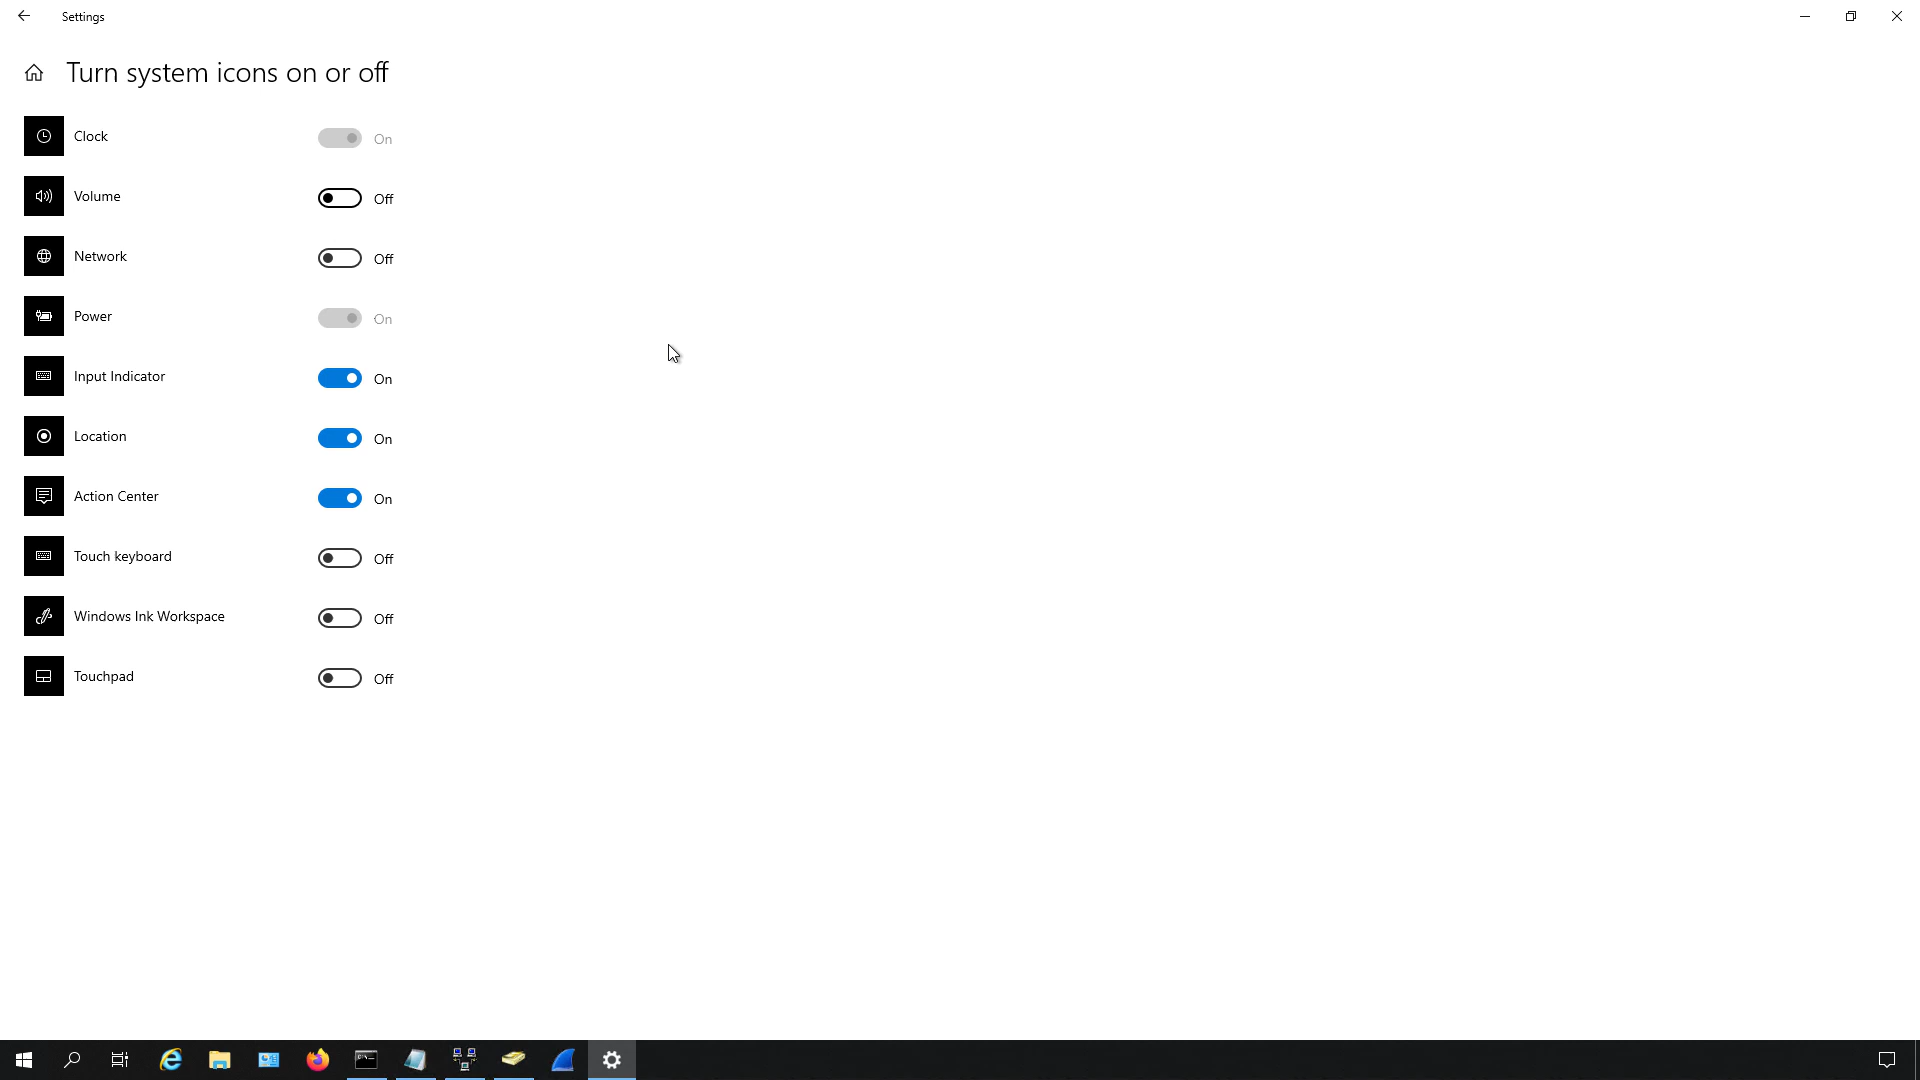 Settings
Turn system icons on or off
Clock On
Volume Off
Network Off
Power On
Input Indicator On
Location On
Action Center On
Touch keyboard Off
Windows Ink Workspace Off
Touchpad Off